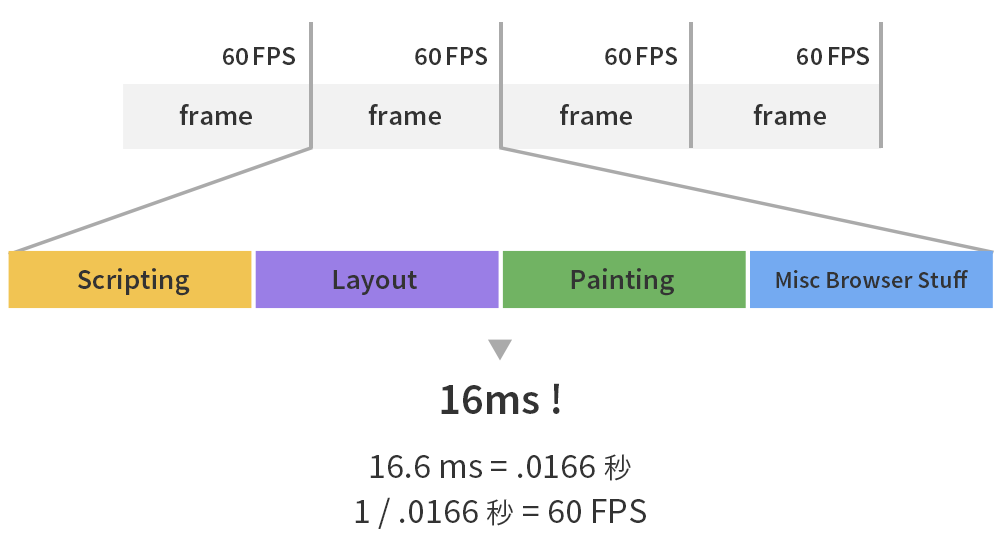 60 FPS 60 FPS 60 FPS 60 FPS
frame frame frame frame
Scripting Layout Painting Misc Browser Stuff
16ms !
16.6 ms = .0166 秒
1 / .0166 秒 = 60 FPS